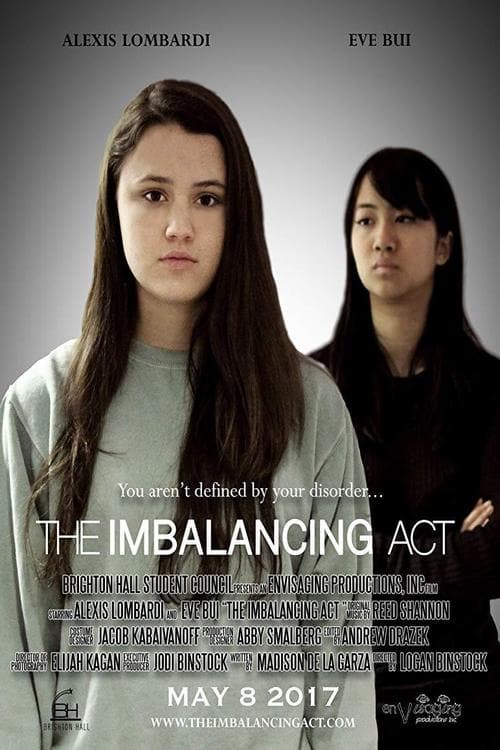 ALEXIS LOMBARDI EVE BUI
You aren't defined by your disorder...
THE IMBALANCING ACT
BRIGHTON HALL STUDENT COUNCIL PRESENTS AN ENVISAGING PRODUCTIONS, INC FILM
STARRING ALEXIS LOMBARDI AND EVE BUI "THE IMBALANCING ACT" ORIGINAL MUSIC BY REED SHANNON
COSTUME DESIGNER JACOB KABAIVANOFF PRODUCTION DESIGNER ABBY SMALBERG EDITED BY ANDREW DRAZEK
DIRECTOR OF PHOTOGRAPHY ELIJAH KAGAN EXECUTIVE PRODUCER JODI BINSTOCK WRITTEN BY MADISON DE LA GARZA DIRECTED BY LOGAN BINSTOCK
MAY 8 2017
WWW.THEIMBALANCINGACT.COM
BH
BRIGHTON HALL
enVisaging
productions inc